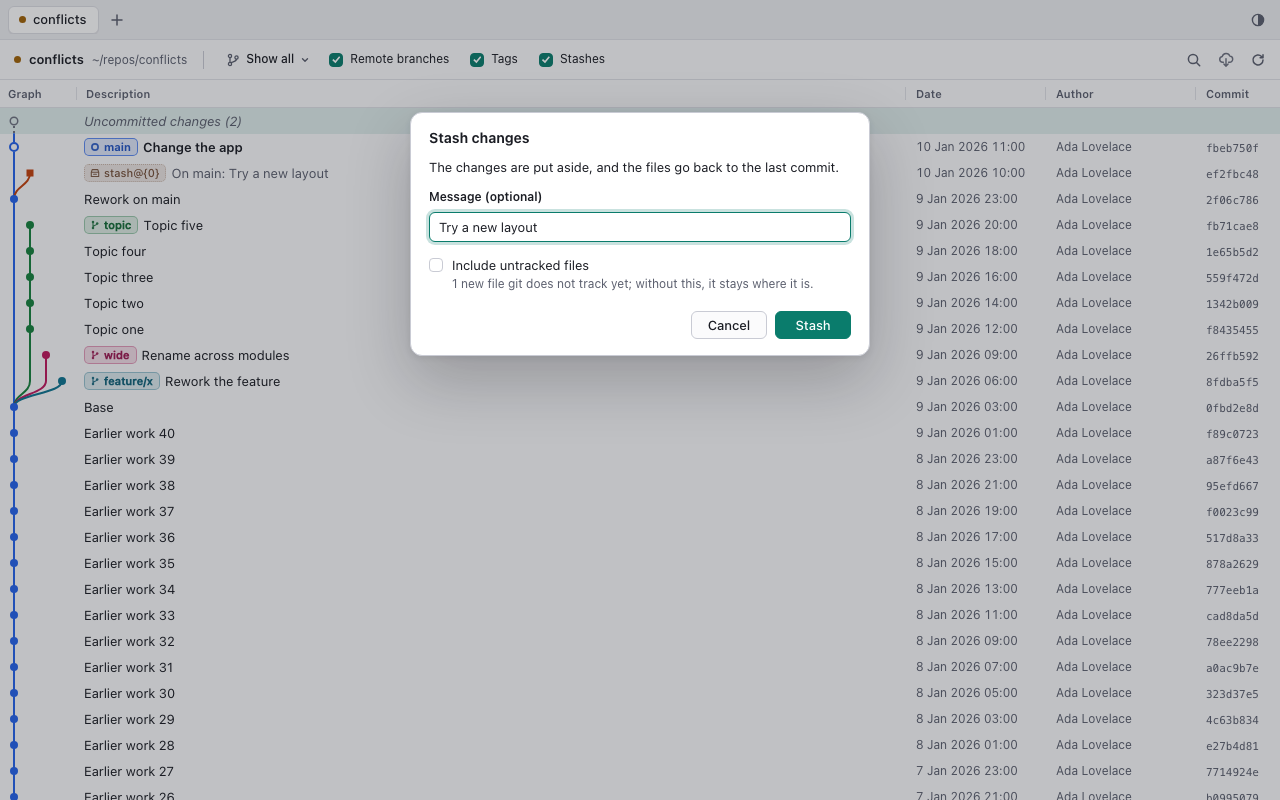 conflicts
conflicts ~/repos/conflicts Show all Remote branches Tags Stashes
Graph Description Date Author Commit
Uncommitted changes (2)
main Change the app 10 Jan 2026 11:00 Ada Lovelace fbeb750f
stash@{0} On main: Try a new layout 10 Jan 2026 10:00 Ada Lovelace ef2fbc48
Rework on main 9 Jan 2026 23:00 Ada Lovelace 2f06c786
topic Topic five 9 Jan 2026 20:00 Ada Lovelace fb71cae8
Topic four 9 Jan 2026 18:00 Ada Lovelace 1e65b5d2
Topic three 9 Jan 2026 16:00 Ada Lovelace 559f472d
Topic two 9 Jan 2026 14:00 Ada Lovelace 1342b009
Topic one 9 Jan 2026 12:00 Ada Lovelace f8435455
wide Rename across modules 9 Jan 2026 09:00 Ada Lovelace 26ffb592
feature/x Rework the feature 9 Jan 2026 06:00 Ada Lovelace 8fdba5f5
Base 9 Jan 2026 03:00 Ada Lovelace 0fbd2e8d
Earlier work 40 9 Jan 2026 01:00 Ada Lovelace f89c0723
Earlier work 39 8 Jan 2026 23:00 Ada Lovelace a87f6e43
Earlier work 38 8 Jan 2026 21:00 Ada Lovelace 95efd667
Earlier work 37 8 Jan 2026 19:00 Ada Lovelace f0023c99
Earlier work 36 8 Jan 2026 17:00 Ada Lovelace 517d8a33
Earlier work 35 8 Jan 2026 15:00 Ada Lovelace 878a2629
Earlier work 34 8 Jan 2026 13:00 Ada Lovelace 777eeb1a
Earlier work 33 8 Jan 2026 11:00 Ada Lovelace cad8da5d
Earlier work 32 8 Jan 2026 09:00 Ada Lovelace 78ee2298
Earlier work 31 8 Jan 2026 07:00 Ada Lovelace a0ac9b7e
Earlier work 30 8 Jan 2026 05:00 Ada Lovelace 323d37e5
Earlier work 29 8 Jan 2026 03:00 Ada Lovelace 4c63b834
Earlier work 28 8 Jan 2026 01:00 Ada Lovelace e27b4d81
Earlier work 27 7 Jan 2026 23:00 Ada Lovelace 7714924e
Earlier work 26 7 Jan 2026 21:00 Ada Lovelace b0995079
Stash changes
The changes are put aside, and the files go back to the last commit.
Message (optional)
Try a new layout
Include untracked files
1 new file git does not track yet; without this, it stays where it is.
Cancel Stash